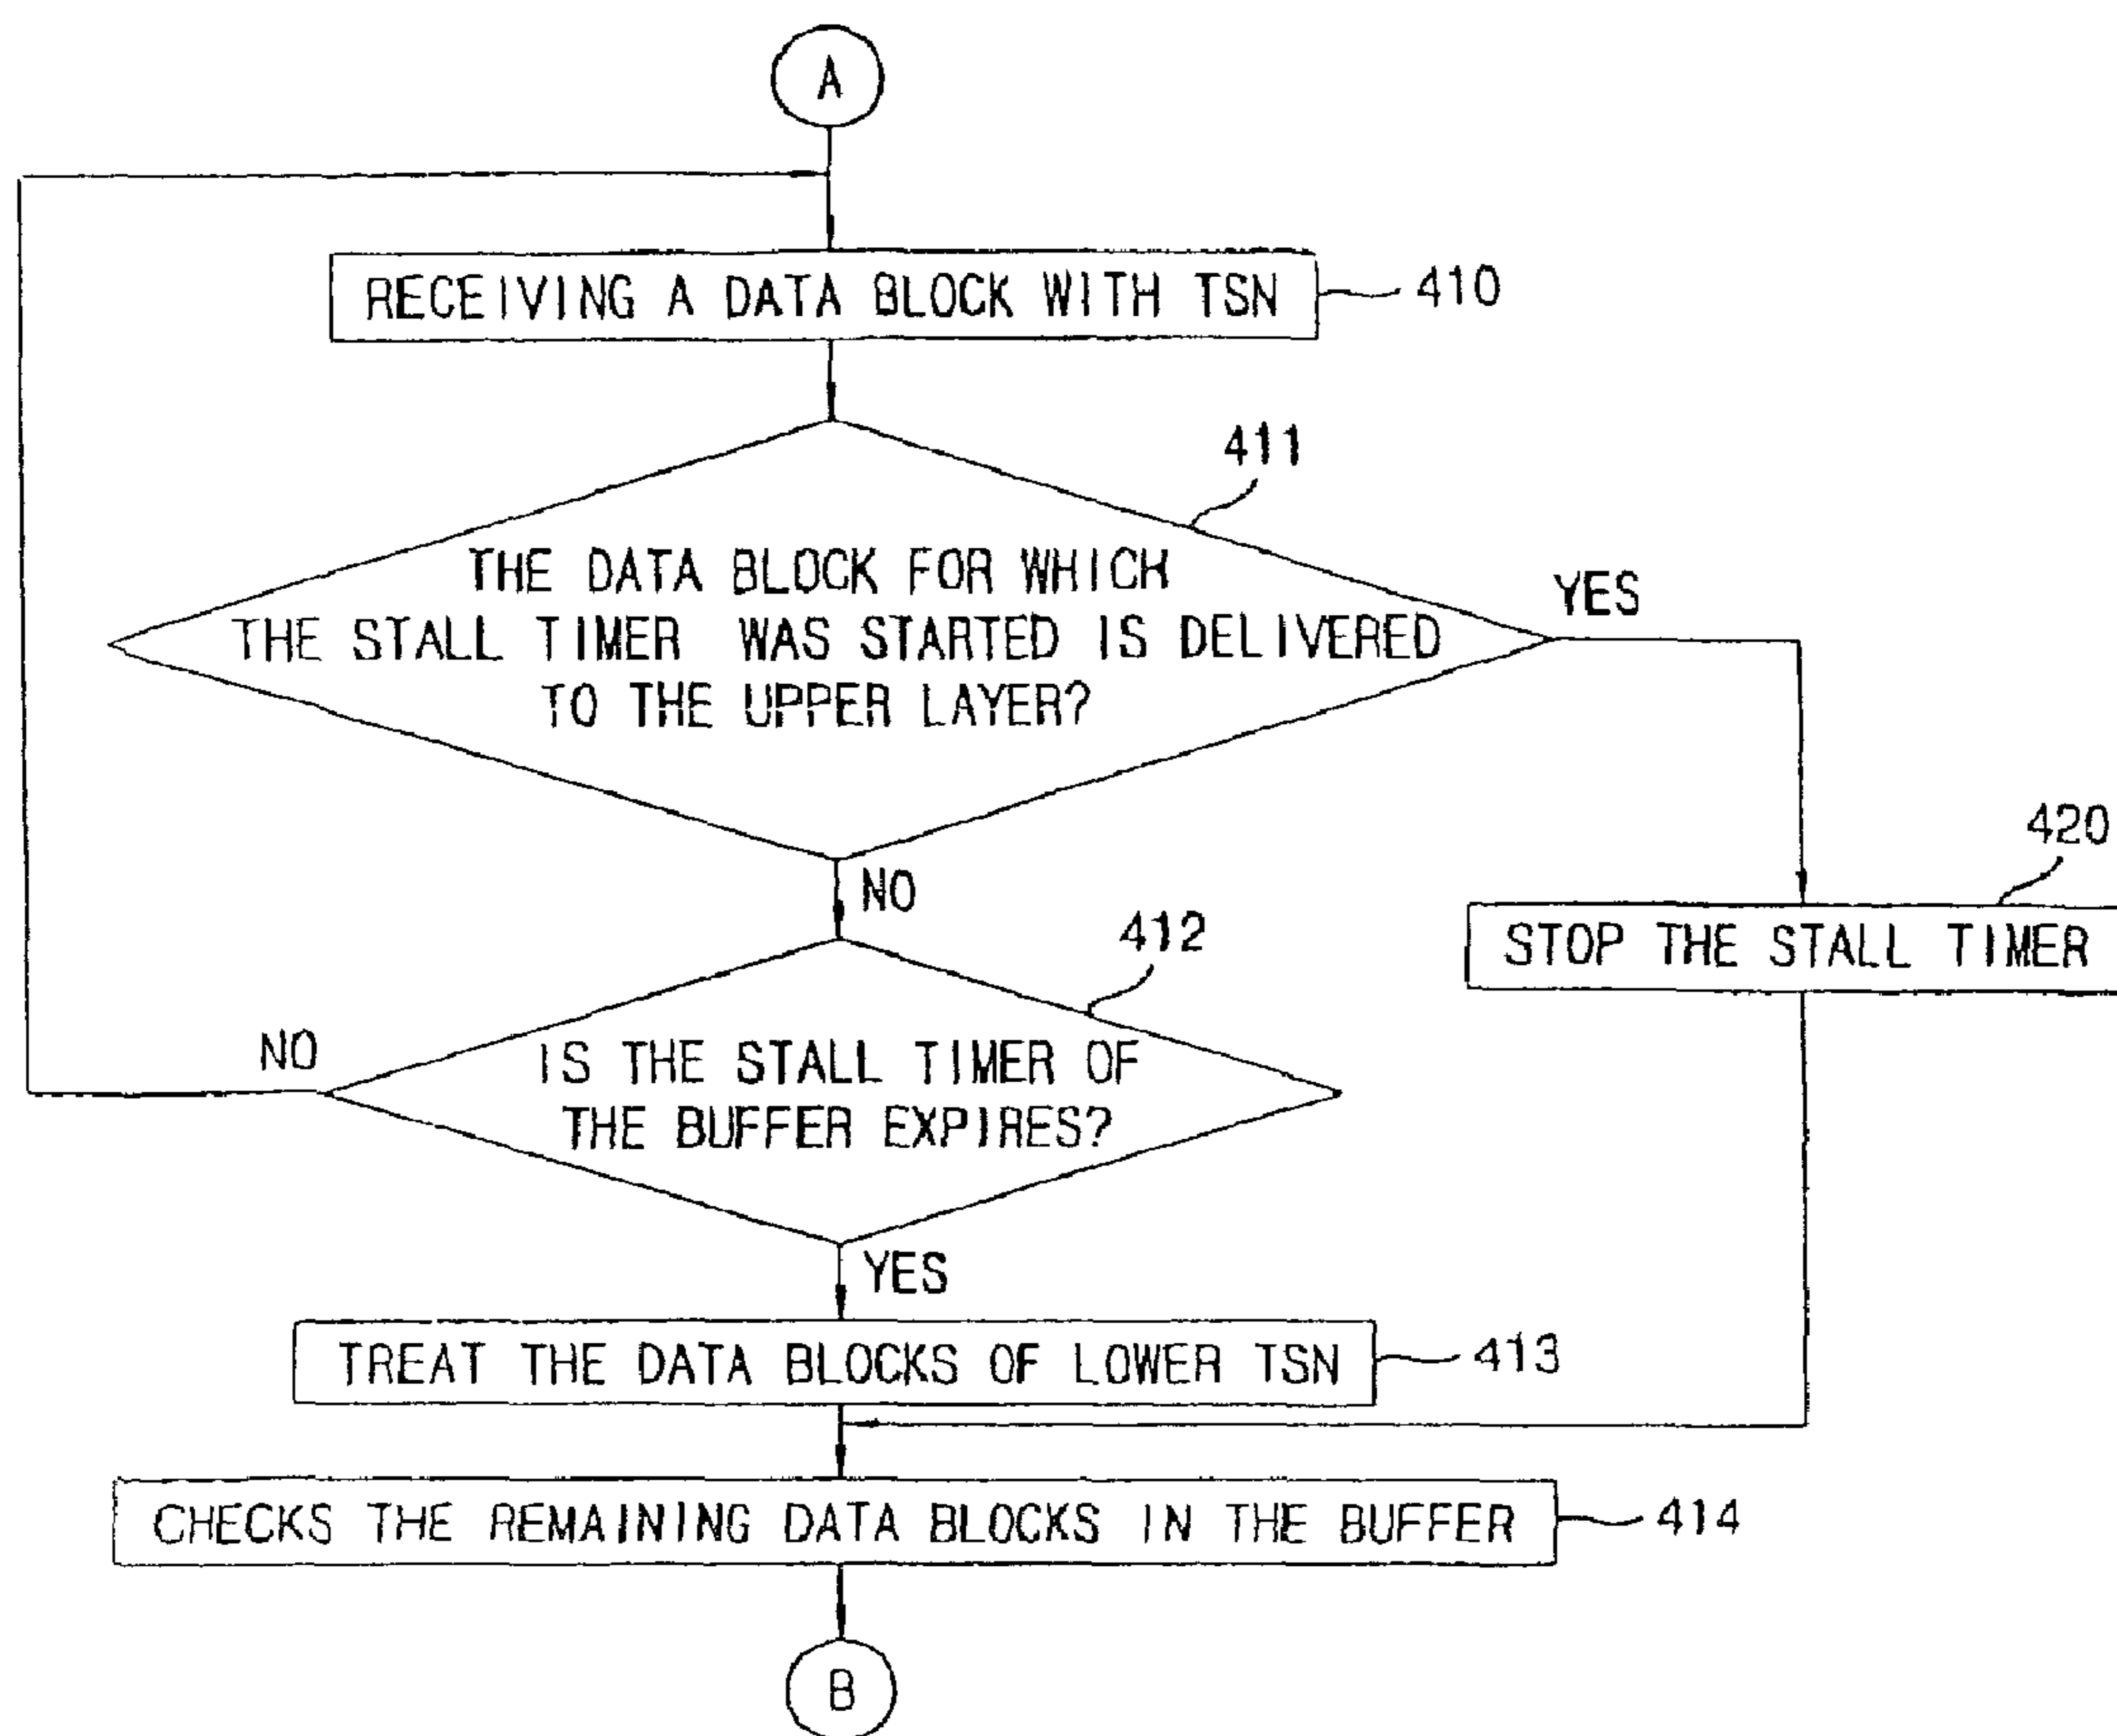 A
RECEIVING A DATA BLOCK WITH TSN
410
411
THE DATA BLOCK FOR WHICH
THE STALL TIMER WAS STARTED IS DELIVERED
TO THE UPPER LAYER?
YES
NO
420
STOP THE STALL TIMER
412
NO
IS THE STALL TIMER OF
THE BUFFER EXPIRES?
YES
TREAT THE DATA BLOCKS OF LOWER TSN
413
CHECKS THE REMAINING DATA BLOCKS IN THE BUFFER
414
B